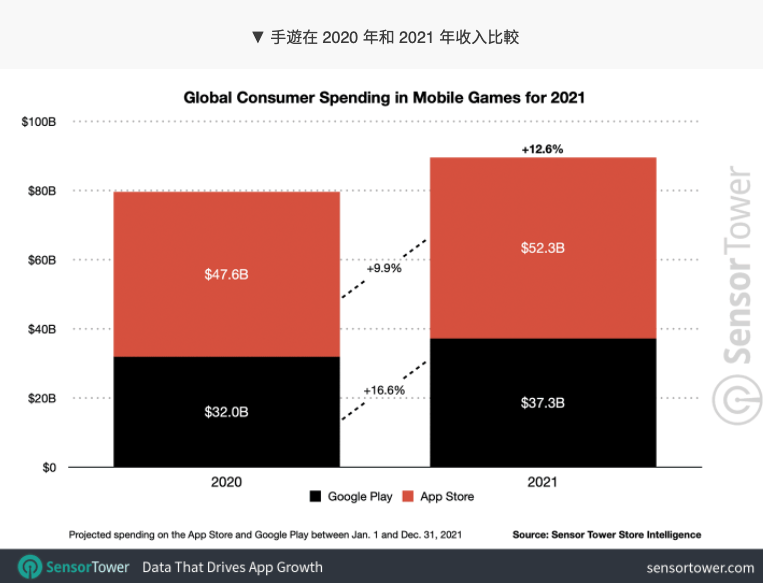 ▼ 手遊在 2020 年和 2021 年收入比較
Global Consumer Spending in Mobile Games for 2021
$100B
+12.6%
$80B
$60B
$40B
$20B
$0
$47.6B
$52.3B
+9.9%
+16.6%
$32.0B
$37.3B
2020
2021
Google Play
App Store
Projected spending on the App Store and Google Play between Jan. 1 and Dec. 31, 2021
Source: Sensor Tower Store Intelligence
SensorTower
SensorTower
Data That Drives App Growth
sensortower.com